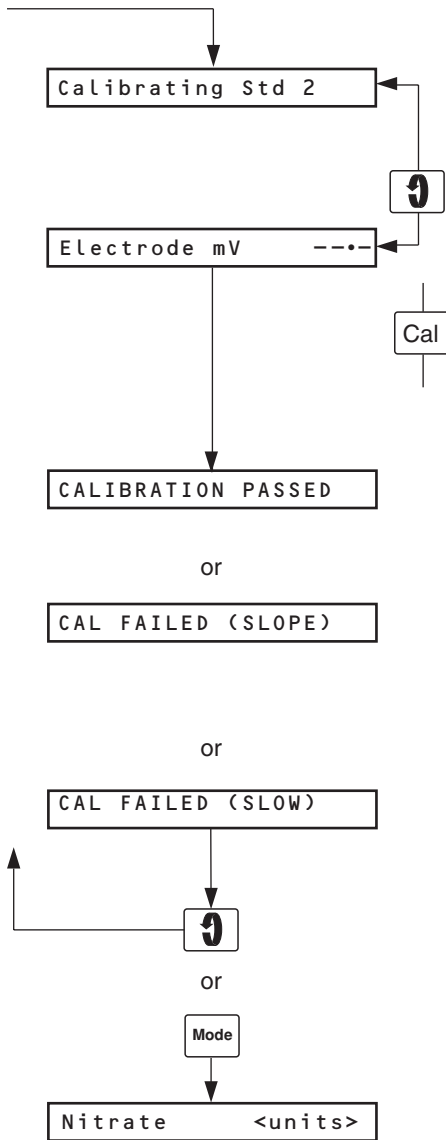 Calibrating Std 2
Electrode mV --.-
Cal
CALIBRATION PASSED
or
CAL FAILED (SLOPE)
or
CAL FAILED (SLOW)
or
Mode
Nitrate <units>